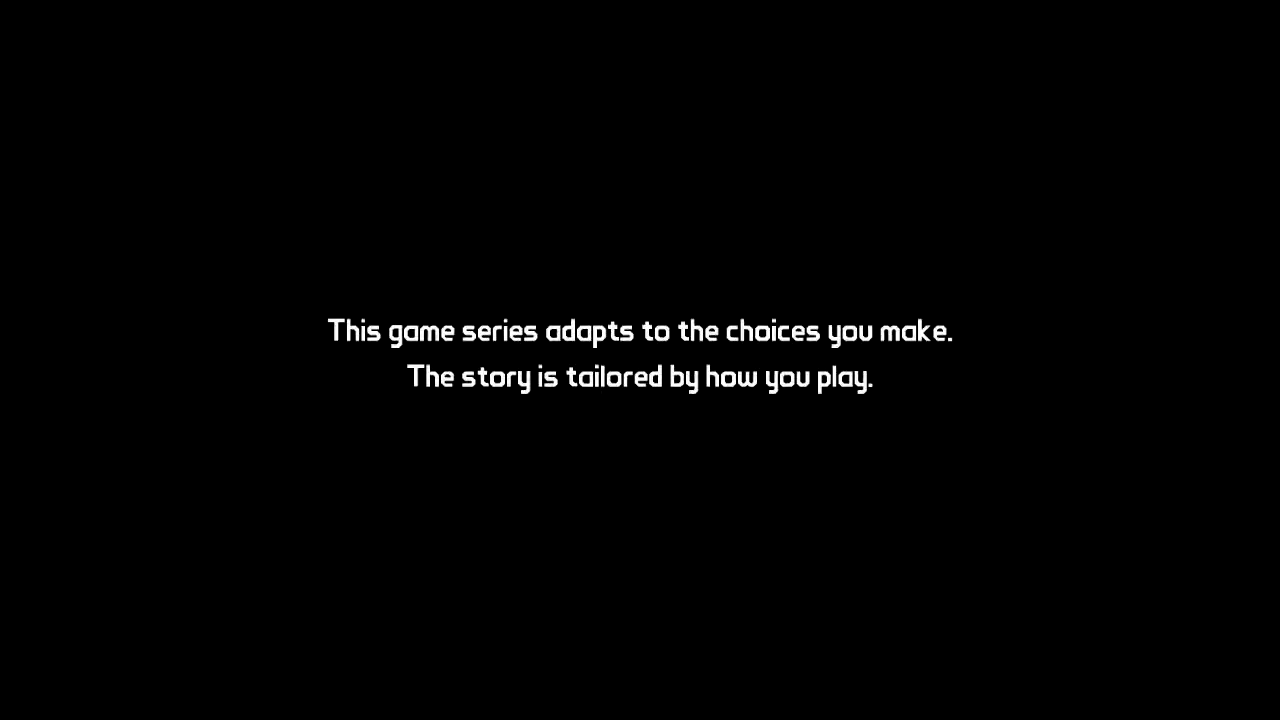 This game series adapts to the choices you make.
The story is tailored by how you play.